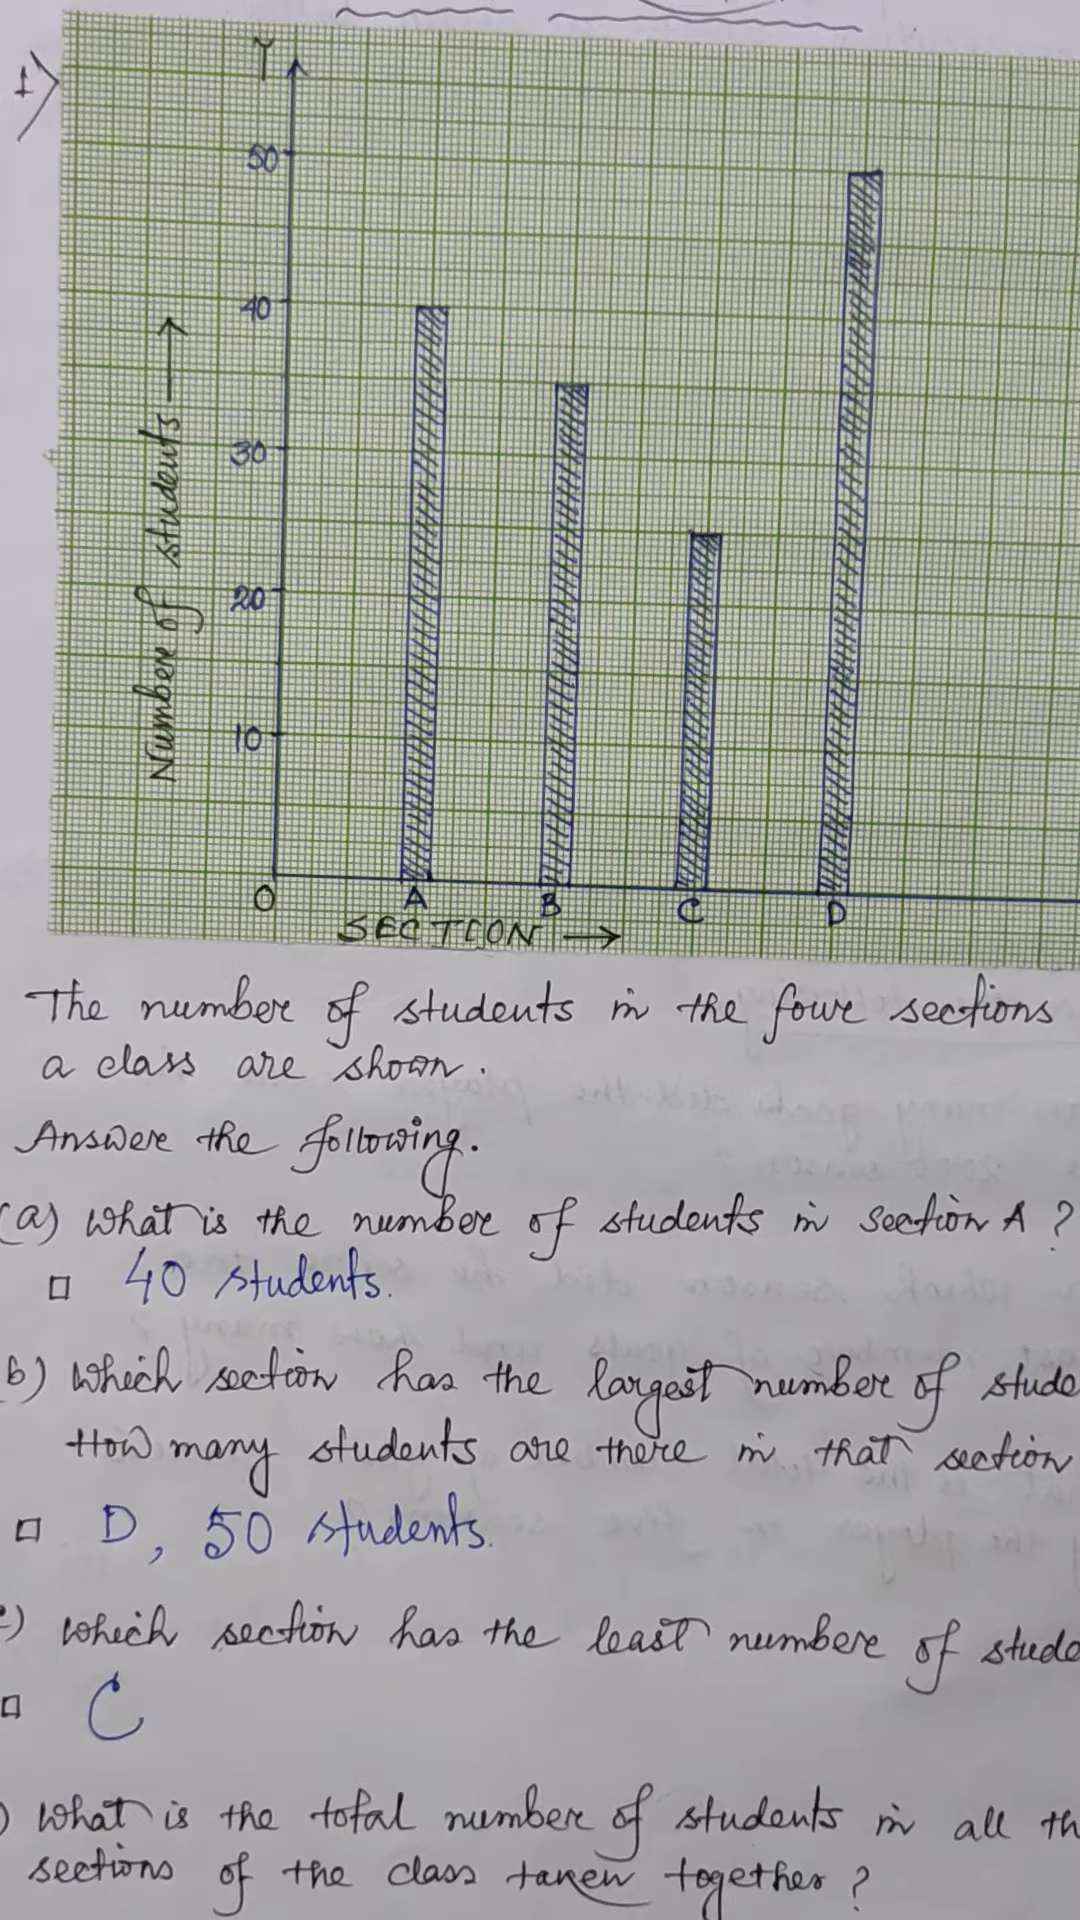 1)
Y
50
40
30
20
10
O
Number of students
A B C D
SECTION
The number of students in the four sections
a class are shown.
Answer the following.
(a) What is the number of students in section A ?
40 students.
b) Which section has the largest number of stude
How many students are there in that section
D, 50 students.
c) Which section has the least number of stude
C
) What is the total number of students in all th
sections of the class taken together ?